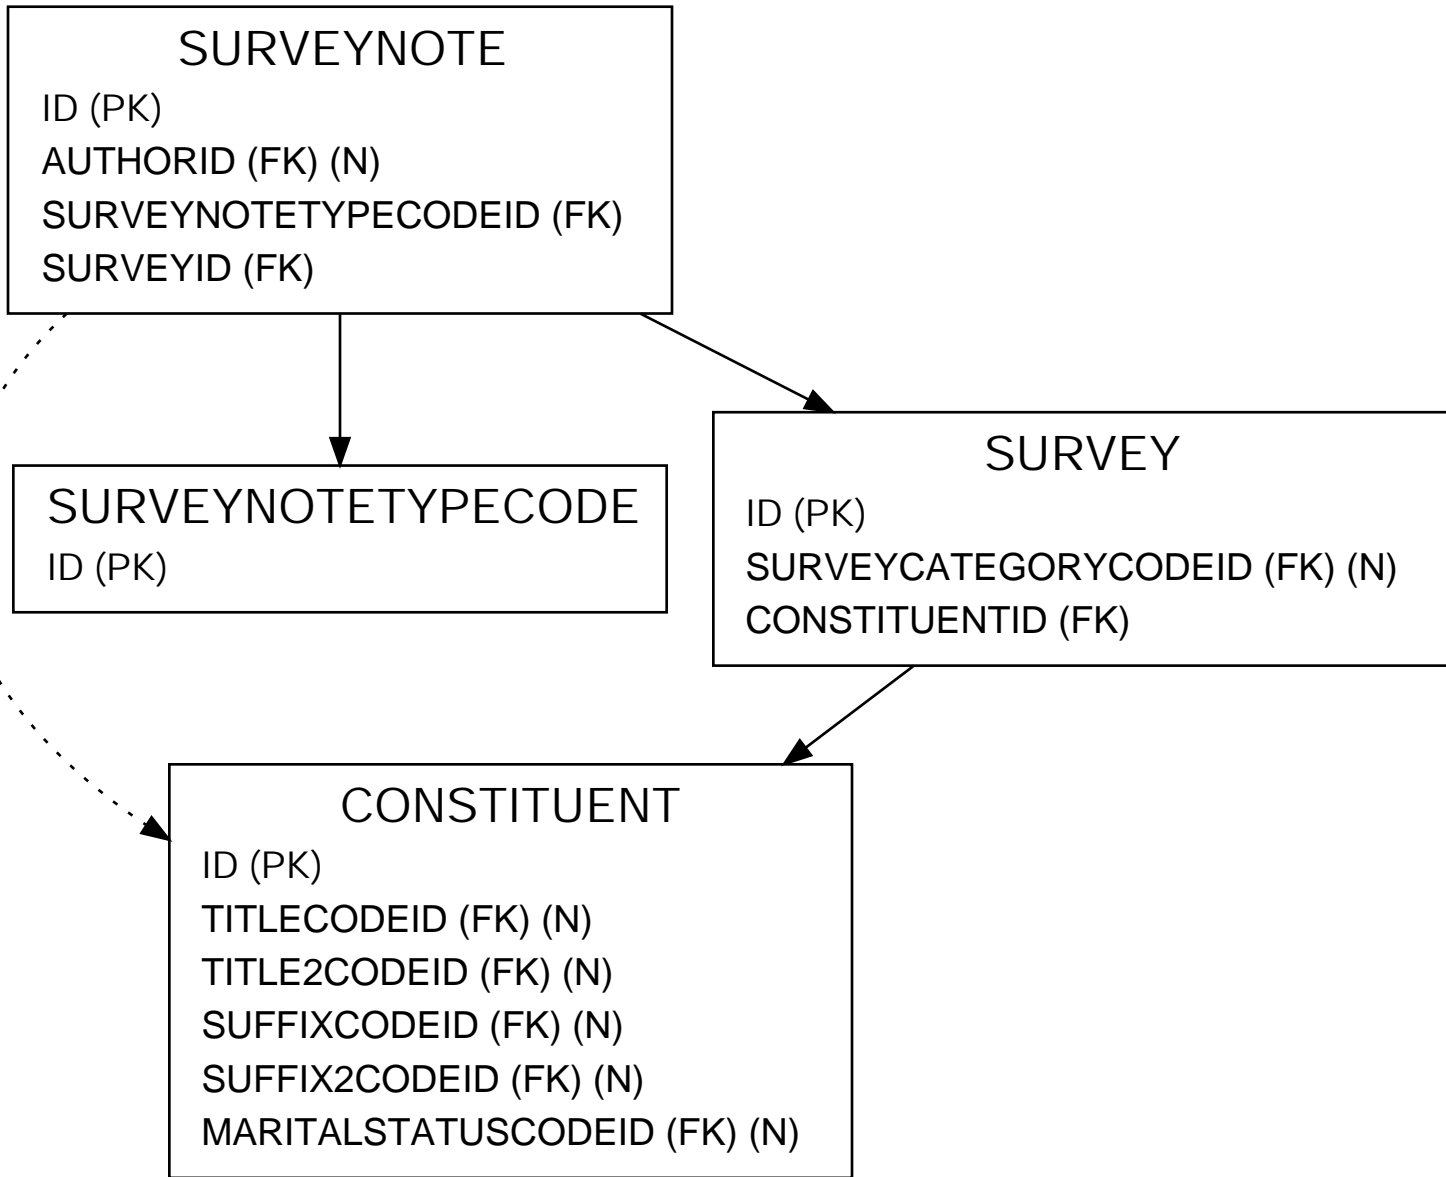 SURVEYNOTE
ID (PK)
AUTHORID (FK) (N)
SURVEYNOTETYPECODEID (FK)
SURVEYID (FK)
SURVEYNOTETYPECODE
ID (PK)
SURVEY
ID (PK)
SURVEYCATEGORYCODEID (FK) (N)
CONSTITUENTID (FK)
CONSTITUENT
ID (PK)
TITLECODEID (FK) (N)
TITLE2CODEID (FK) (N)
SUFFIXCODEID (FK) (N)
SUFFIX2CODEID (FK) (N)
MARITALSTATUSCODEID (FK) (N)